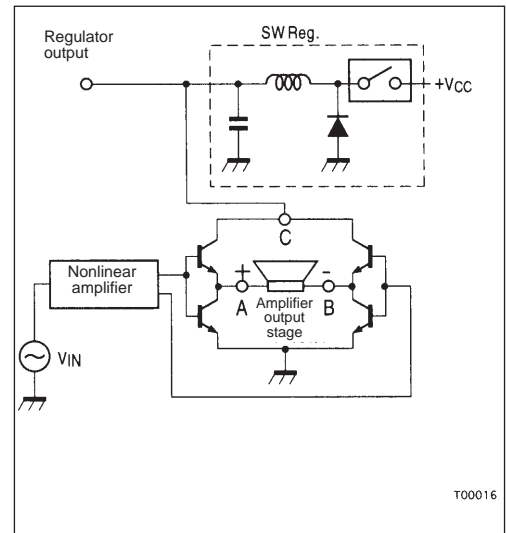 Regulator
output
SW Reg.
+VCC
C
Nonlinear
amplifier
+
-
A
Amplifier
output
stage
B
VIN
T00016